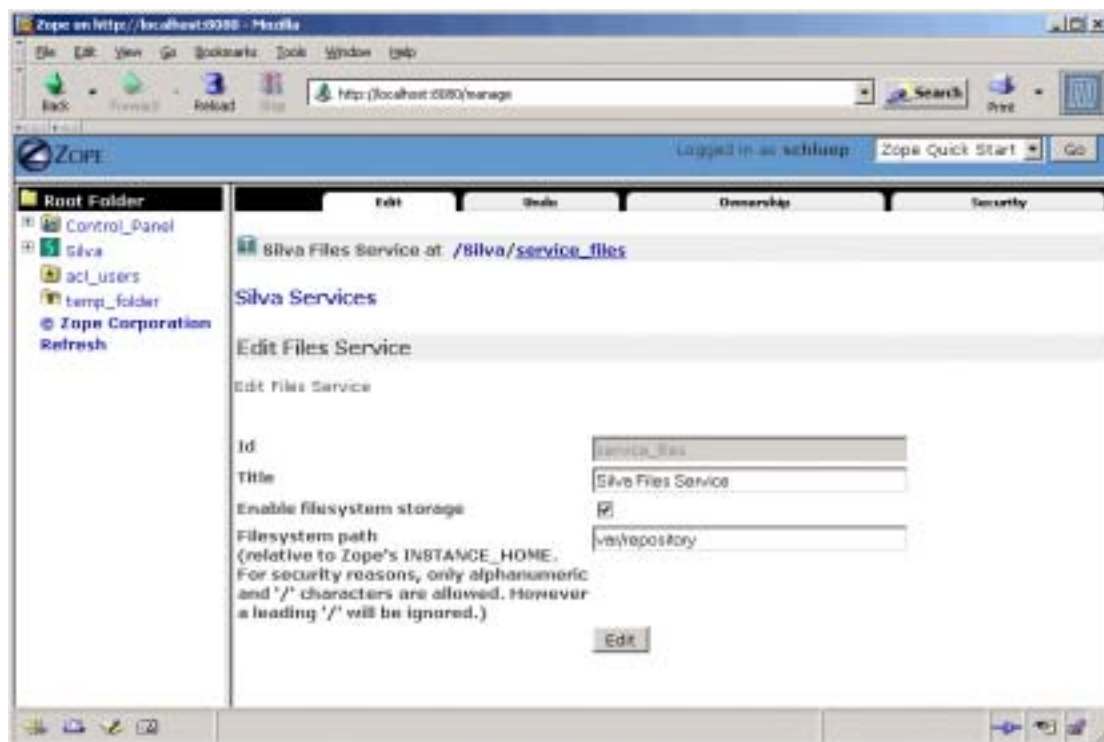 Zope on http://localhost:8080 - Mozilla
File Edit View Go Bookmarks Tools Window Help
Back Forward Reload Stop http://localhost:8080/manage Search Print
ZOPE Logged in as schluep Zope Quick Start Go
Root Folder
Control_Panel
Silva
acl_users
temp_folder
© Zope Corporation
Refresh
Edit Undo Ownership Security
Silva Files Service at /Silva/service_files
Silva Services
Edit Files Service
Edit Files Service
Id service_files
Title Silva Files Service
Enable filesystem storage
Filesystem path var/repository
(relative to Zope's INSTANCE_HOME.
For security reasons, only alphanumeric
and '/' characters are allowed. However
a leading '/' will be ignored.)
Edit